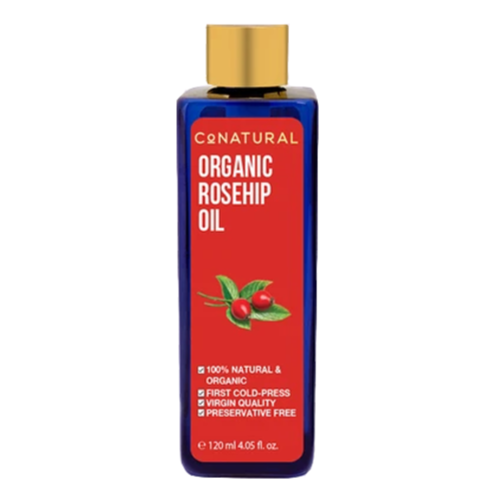 CONATURAL
ORGANIC
ROSEHIP
OIL
100% NATURAL &
ORGANIC
FIRST COLD-PRESS
VIRGIN QUALITY
PRESERVATIVE FREE
℮ 120 ml 4.05 fl. oz.